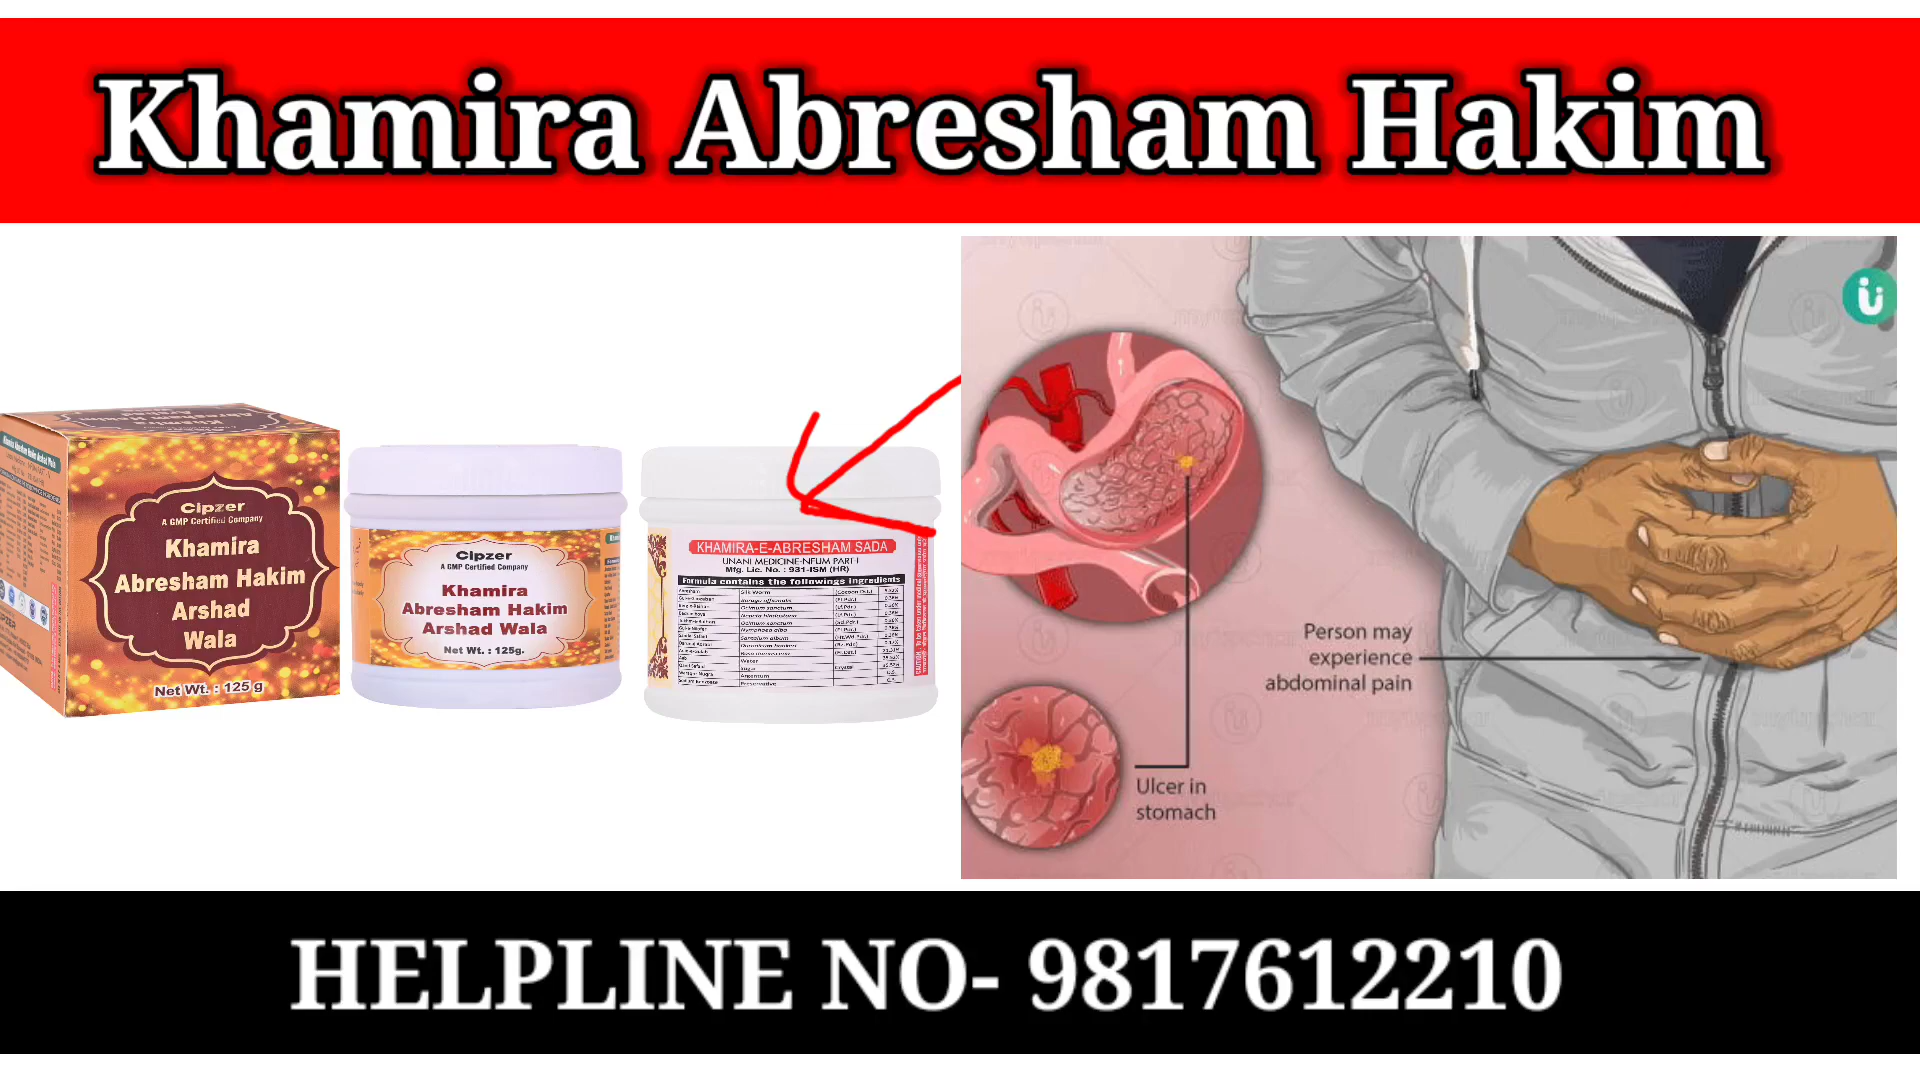 Khamira Abresham Hakim
Cipzer
A GMP Certified Company
Khamira
Abresham Hakim
Arshad
Wala
Net Wt. : 125 g
Cipzer
A GMP Certified Company
Khamira
Abresham Hakim
Arshad Wala
Net Wt. : 125g.
KHAMIRA-E-ABRESHAM SADA
UNANI MEDICINE-NFUM PART-I
Mfg. Lic. No. : 931-ISM (HR)
Formula contains the followings ingredients
Person may
experience
abdominal pain
Ulcer in
stomach
HELPLINE NO- 9817612210